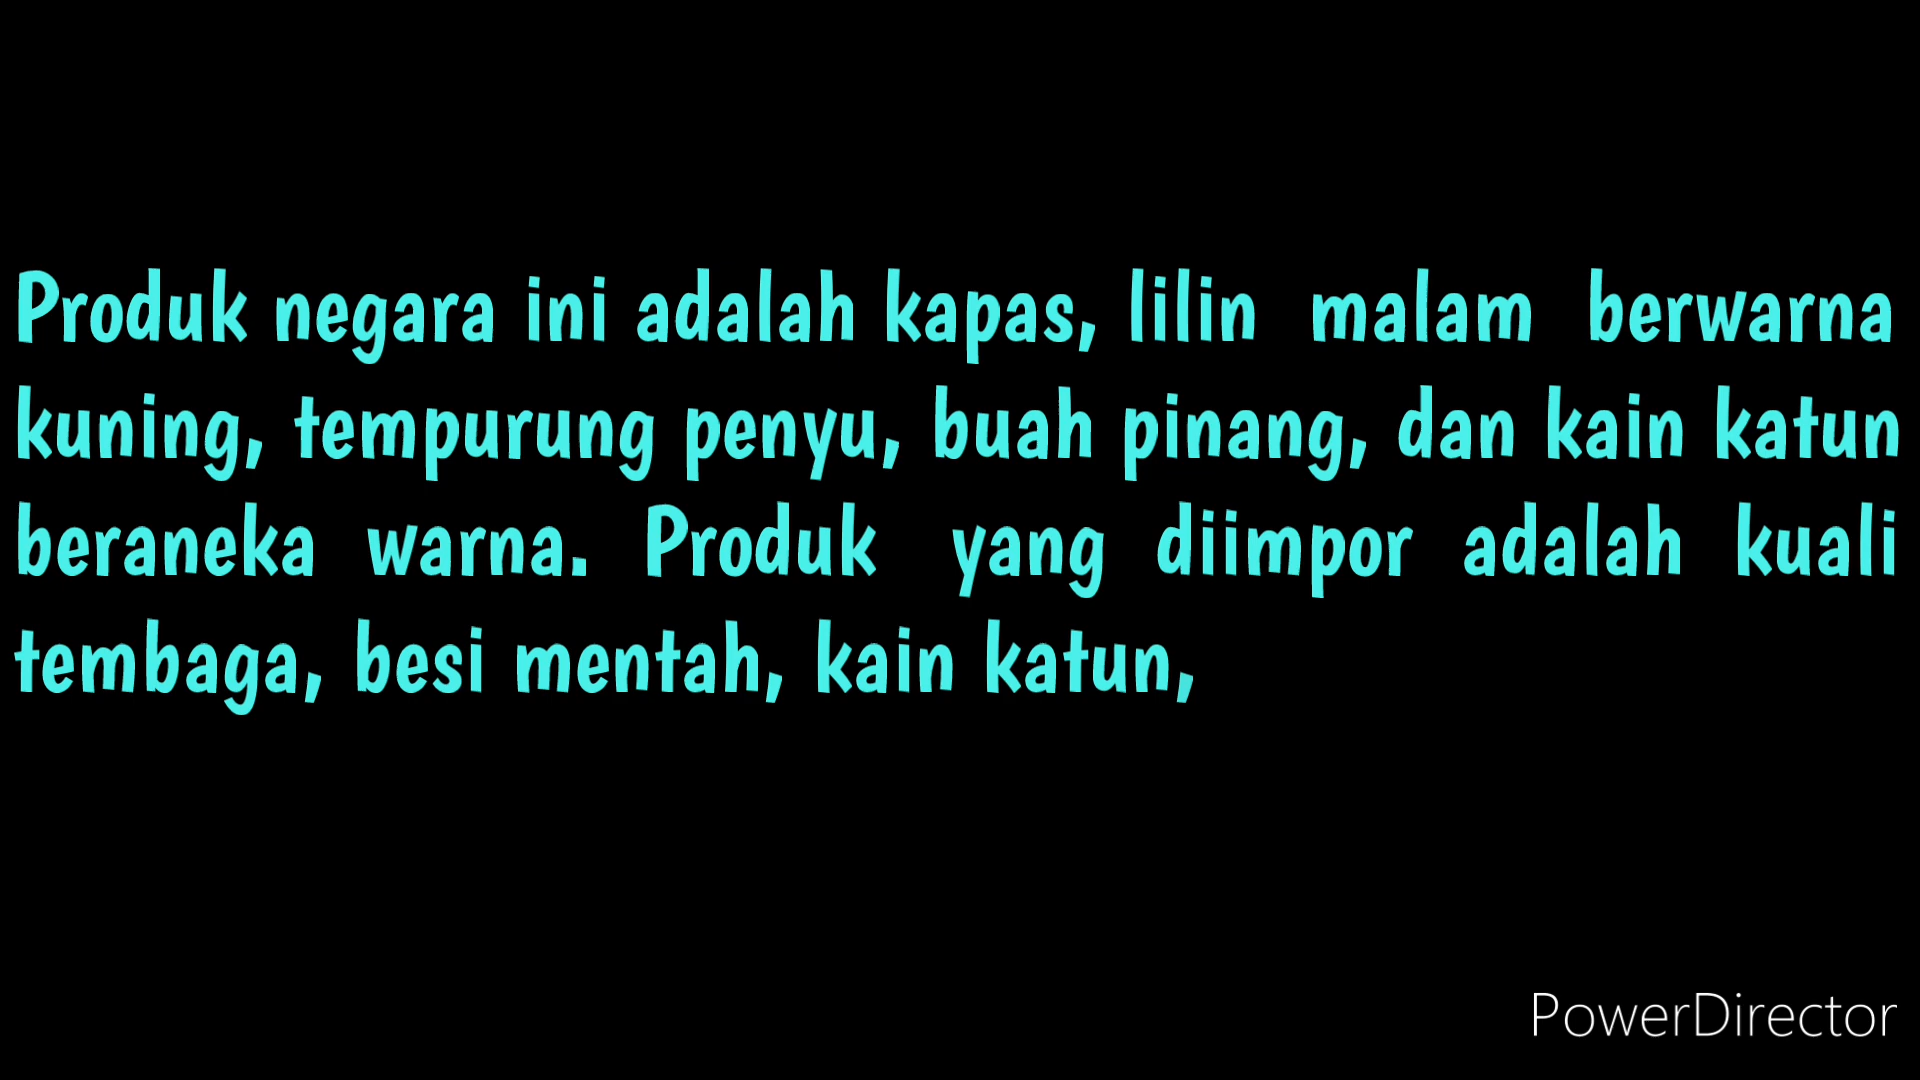 Produk negara ini adalah kapas, lilin malam berwarna
kuning, tempurung penyu, buah pinang, dan kain katun
beraneka warna. Produk yang diimpor adalah kuali
tembaga, besi mentah, kain katun,
PowerDirector